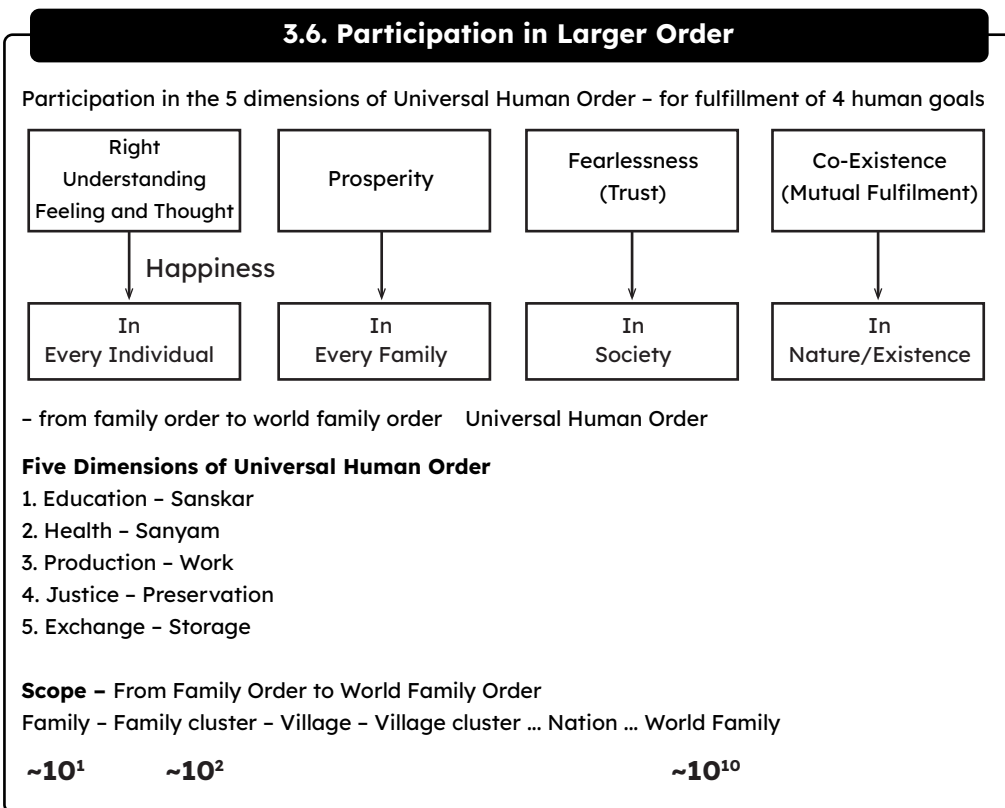 3.6. Participation in Larger Order
Participation in the 5 dimensions of Universal Human Order – for fulfillment of 4 human goals
Right
Understanding
Feeling and Thought
Prosperity
Fearlessness
(Trust)
Co-Existence
(Mutual Fulfilment)
Happiness
In
Every Individual
In
Every Family
In
Society
In
Nature/Existence
– from family order to world family order Universal Human Order
Five Dimensions of Universal Human Order
1. Education – Sanskar
2. Health – Sanyam
3. Production – Work
4. Justice – Preservation
5. Exchange – Storage
Scope – From Family Order to World Family Order
Family – Family cluster – Village – Village cluster ... Nation ... World Family
~10¹ ~10² ~10¹⁰